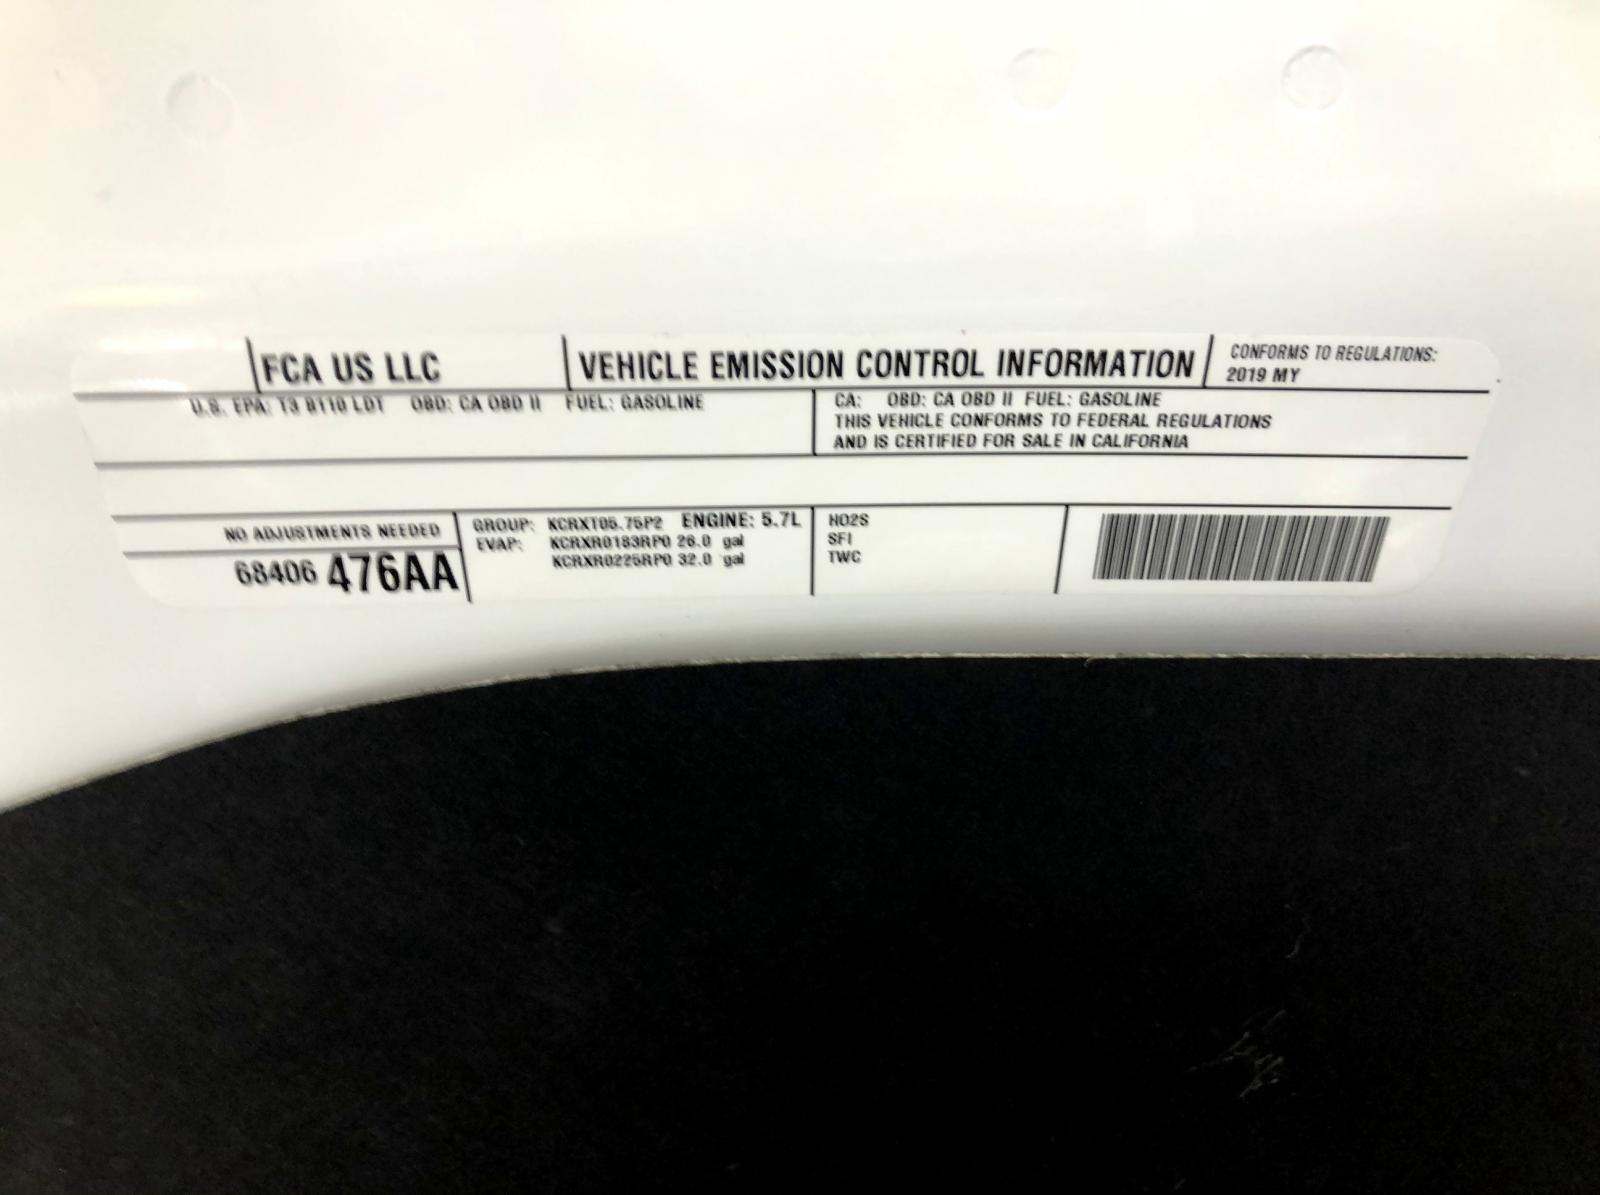 FCA US LLC
VEHICLE EMISSION CONTROL INFORMATION
CONFORMS TO REGULATIONS:
2019 MY
U.S. EPA: T3 B110 LDT OBD: CA OBD II FUEL: GASOLINE
CA: OBD: CA OBD II FUEL: GASOLINE
THIS VEHICLE CONFORMS TO FEDERAL REGULATIONS
AND IS CERTIFIED FOR SALE IN CALIFORNIA
NO ADJUSTMENTS NEEDED
68406 476AA
GROUP: KCRXT05.75P2 ENGINE: 5.7L
EVAP: KCRXR0183RP0 26.0 gal
KCRXR0225RP0 32.0 gal
HO2S
SFI
TWC